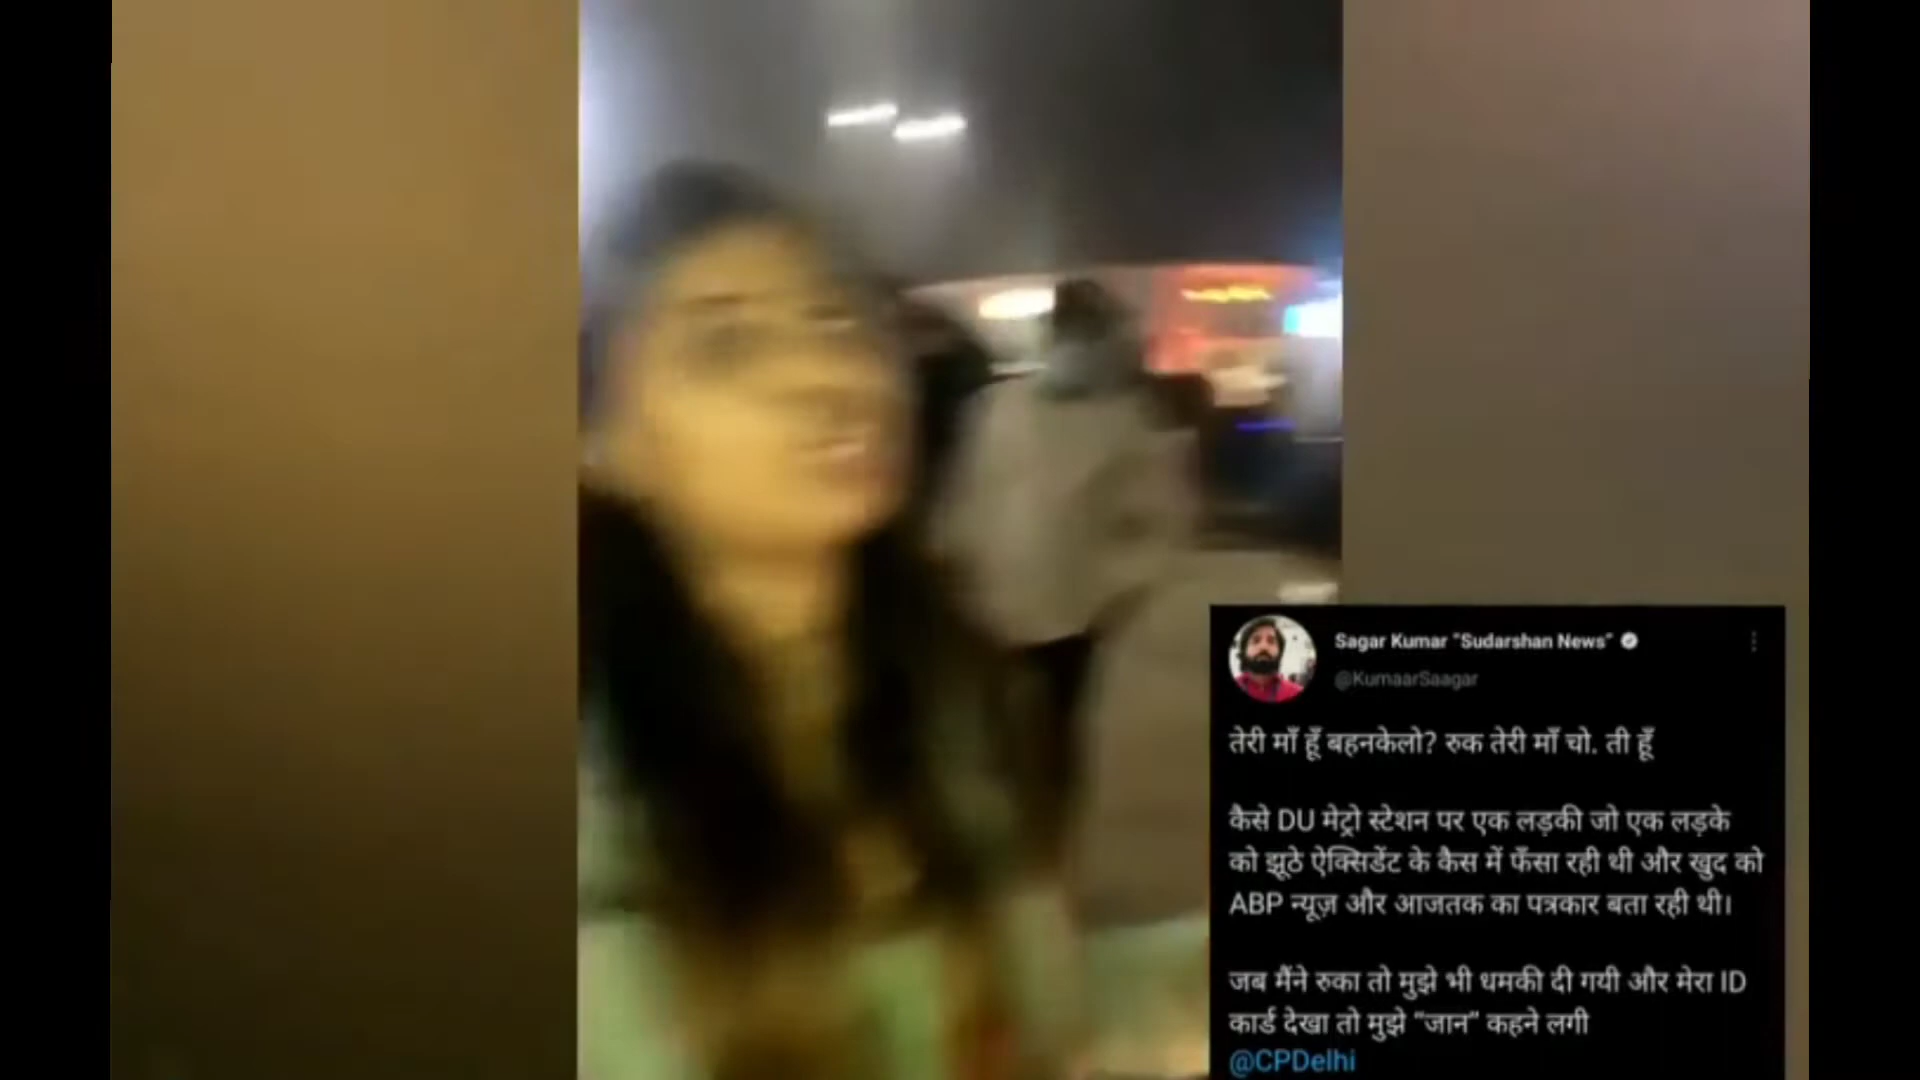 Sagar Kumar "Sudarshan News"
@KumaarSaagar
तेरी माँ हूँ बहनकेलो? रुक तेरी माँ चो. ती हूँ
कैसे DU मेट्रो स्टेशन पर एक लड़की जो एक लड़के
को झूठे ऐक्सिडेंट के कैस में फँसा रही थी और खुद को
ABP न्यूज़ और आजतक का पत्रकार बता रही थी।
जब मैंने रुका तो मुझे भी धमकी दी गयी और मेरा ID
कार्ड देखा तो मुझे "जान" कहने लगी
@CPDelhi